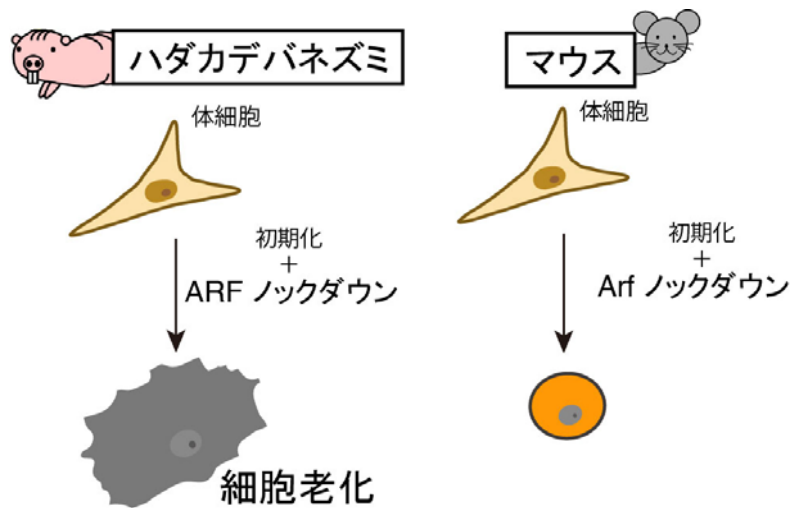 ハダカデバネズミ
体細胞
初期化
+
ARF ノックダウン
細胞老化
マウス
体細胞
初期化
+
Arf ノックダウン